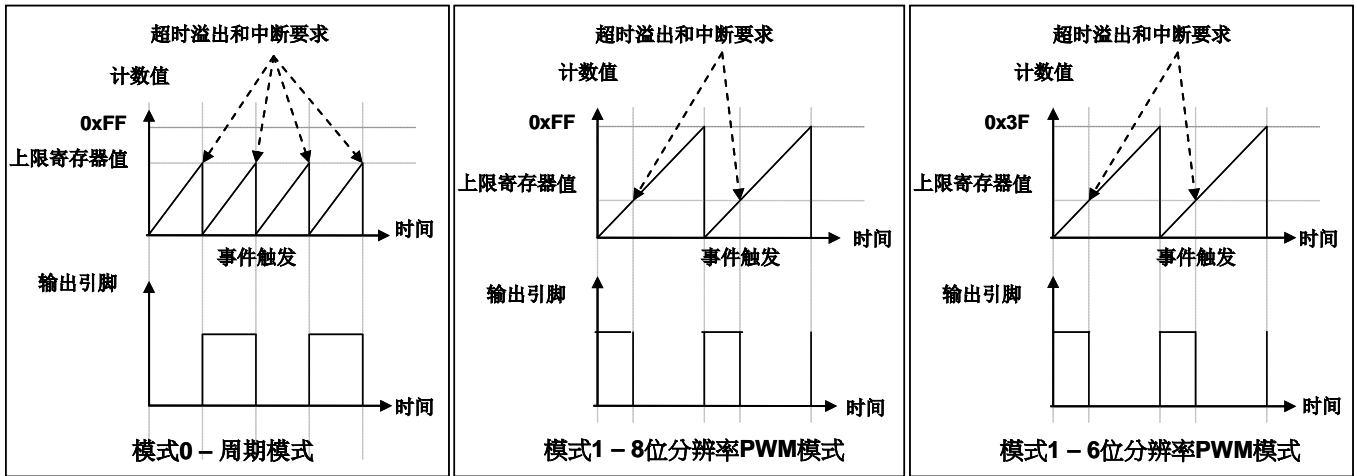 超时溢出和中断要求
计数值
0xFF
上限寄存器值
时间
事件触发
输出引脚
时间
模式0 – 周期模式
超时溢出和中断要求
计数值
0xFF
上限寄存器值
时间
事件触发
输出引脚
时间
模式1 – 8位分辨率PWM模式
超时溢出和中断要求
计数值
0x3F
上限寄存器值
时间
事件触发
输出引脚
时间
模式1 – 6位分辨率PWM模式